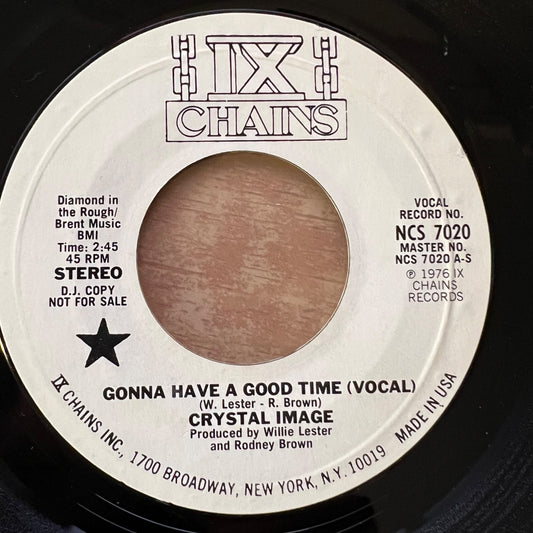 IX
CHAINS
Diamond in
the Rough/
Brent Music
BMI
Time: 2:45
45 RPM
STEREO
D.J. COPY
NOT FOR SALE
VOCAL
RECORD NO.
NCS 7020
MASTER NO.
NCS 7020 A-S
℗ 1976 IX
CHAINS
RECORDS
GONNA HAVE A GOOD TIME (VOCAL)
(W. Lester - R. Brown)
CRYSTAL IMAGE
Produced by Willie Lester
and Rodney Brown
IX CHAINS INC., 1700 BROADWAY, NEW YORK, N.Y. 10019 MADE IN USA